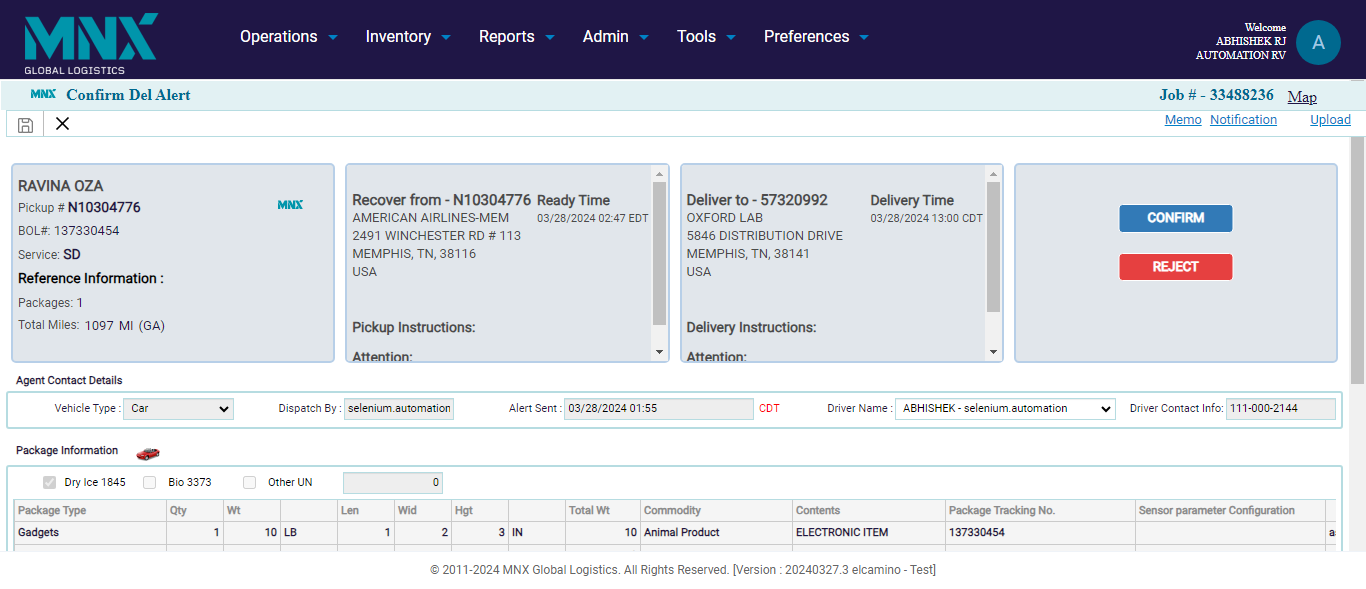 MNX
GLOBAL LOGISTICS
Operations Inventory Reports Admin Tools Preferences
Welcome
ABHISHEK RJ
AUTOMATION RV
A
MNX Confirm Del Alert
Job # - 33488236 Map
Memo Notification Upload
RAVINA OZA
Pickup # N10304776
MNX
BOL#: 137330454
Service: SD
Reference Information :
Packages: 1
Total Miles: 1097 MI (GA)
Recover from - N10304776 Ready Time
AMERICAN AIRLINES-MEM 03/28/2024 02:47 EDT
2491 WINCHESTER RD # 113
MEMPHIS, TN, 38116
USA
Pickup Instructions:
Attention:
Deliver to - 57320992 Delivery Time
OXFORD LAB 03/28/2024 13:00 CDT
5846 DISTRIBUTION DRIVE
MEMPHIS, TN, 38141
USA
Delivery Instructions:
Attention:
CONFIRM
REJECT
Agent Contact Details
Vehicle Type : Car Dispatch By : selenium.automation Alert Sent : 03/28/2024 01:55 CDT Driver Name : ABHISHEK - selenium.automation Driver Contact Info: 111-000-2144
Package Information
Dry Ice 1845 Bio 3373 Other UN 0
Package Type Qty Wt Len Wid Hgt Total Wt Commodity Contents Package Tracking No. Sensor parameter Configuration
Gadgets 1 10 LB 1 2 3 IN 10 Animal Product ELECTRONIC ITEM 137330454
© 2011-2024 MNX Global Logistics. All Rights Reserved. [Version : 20240327.3 elcamino - Test]